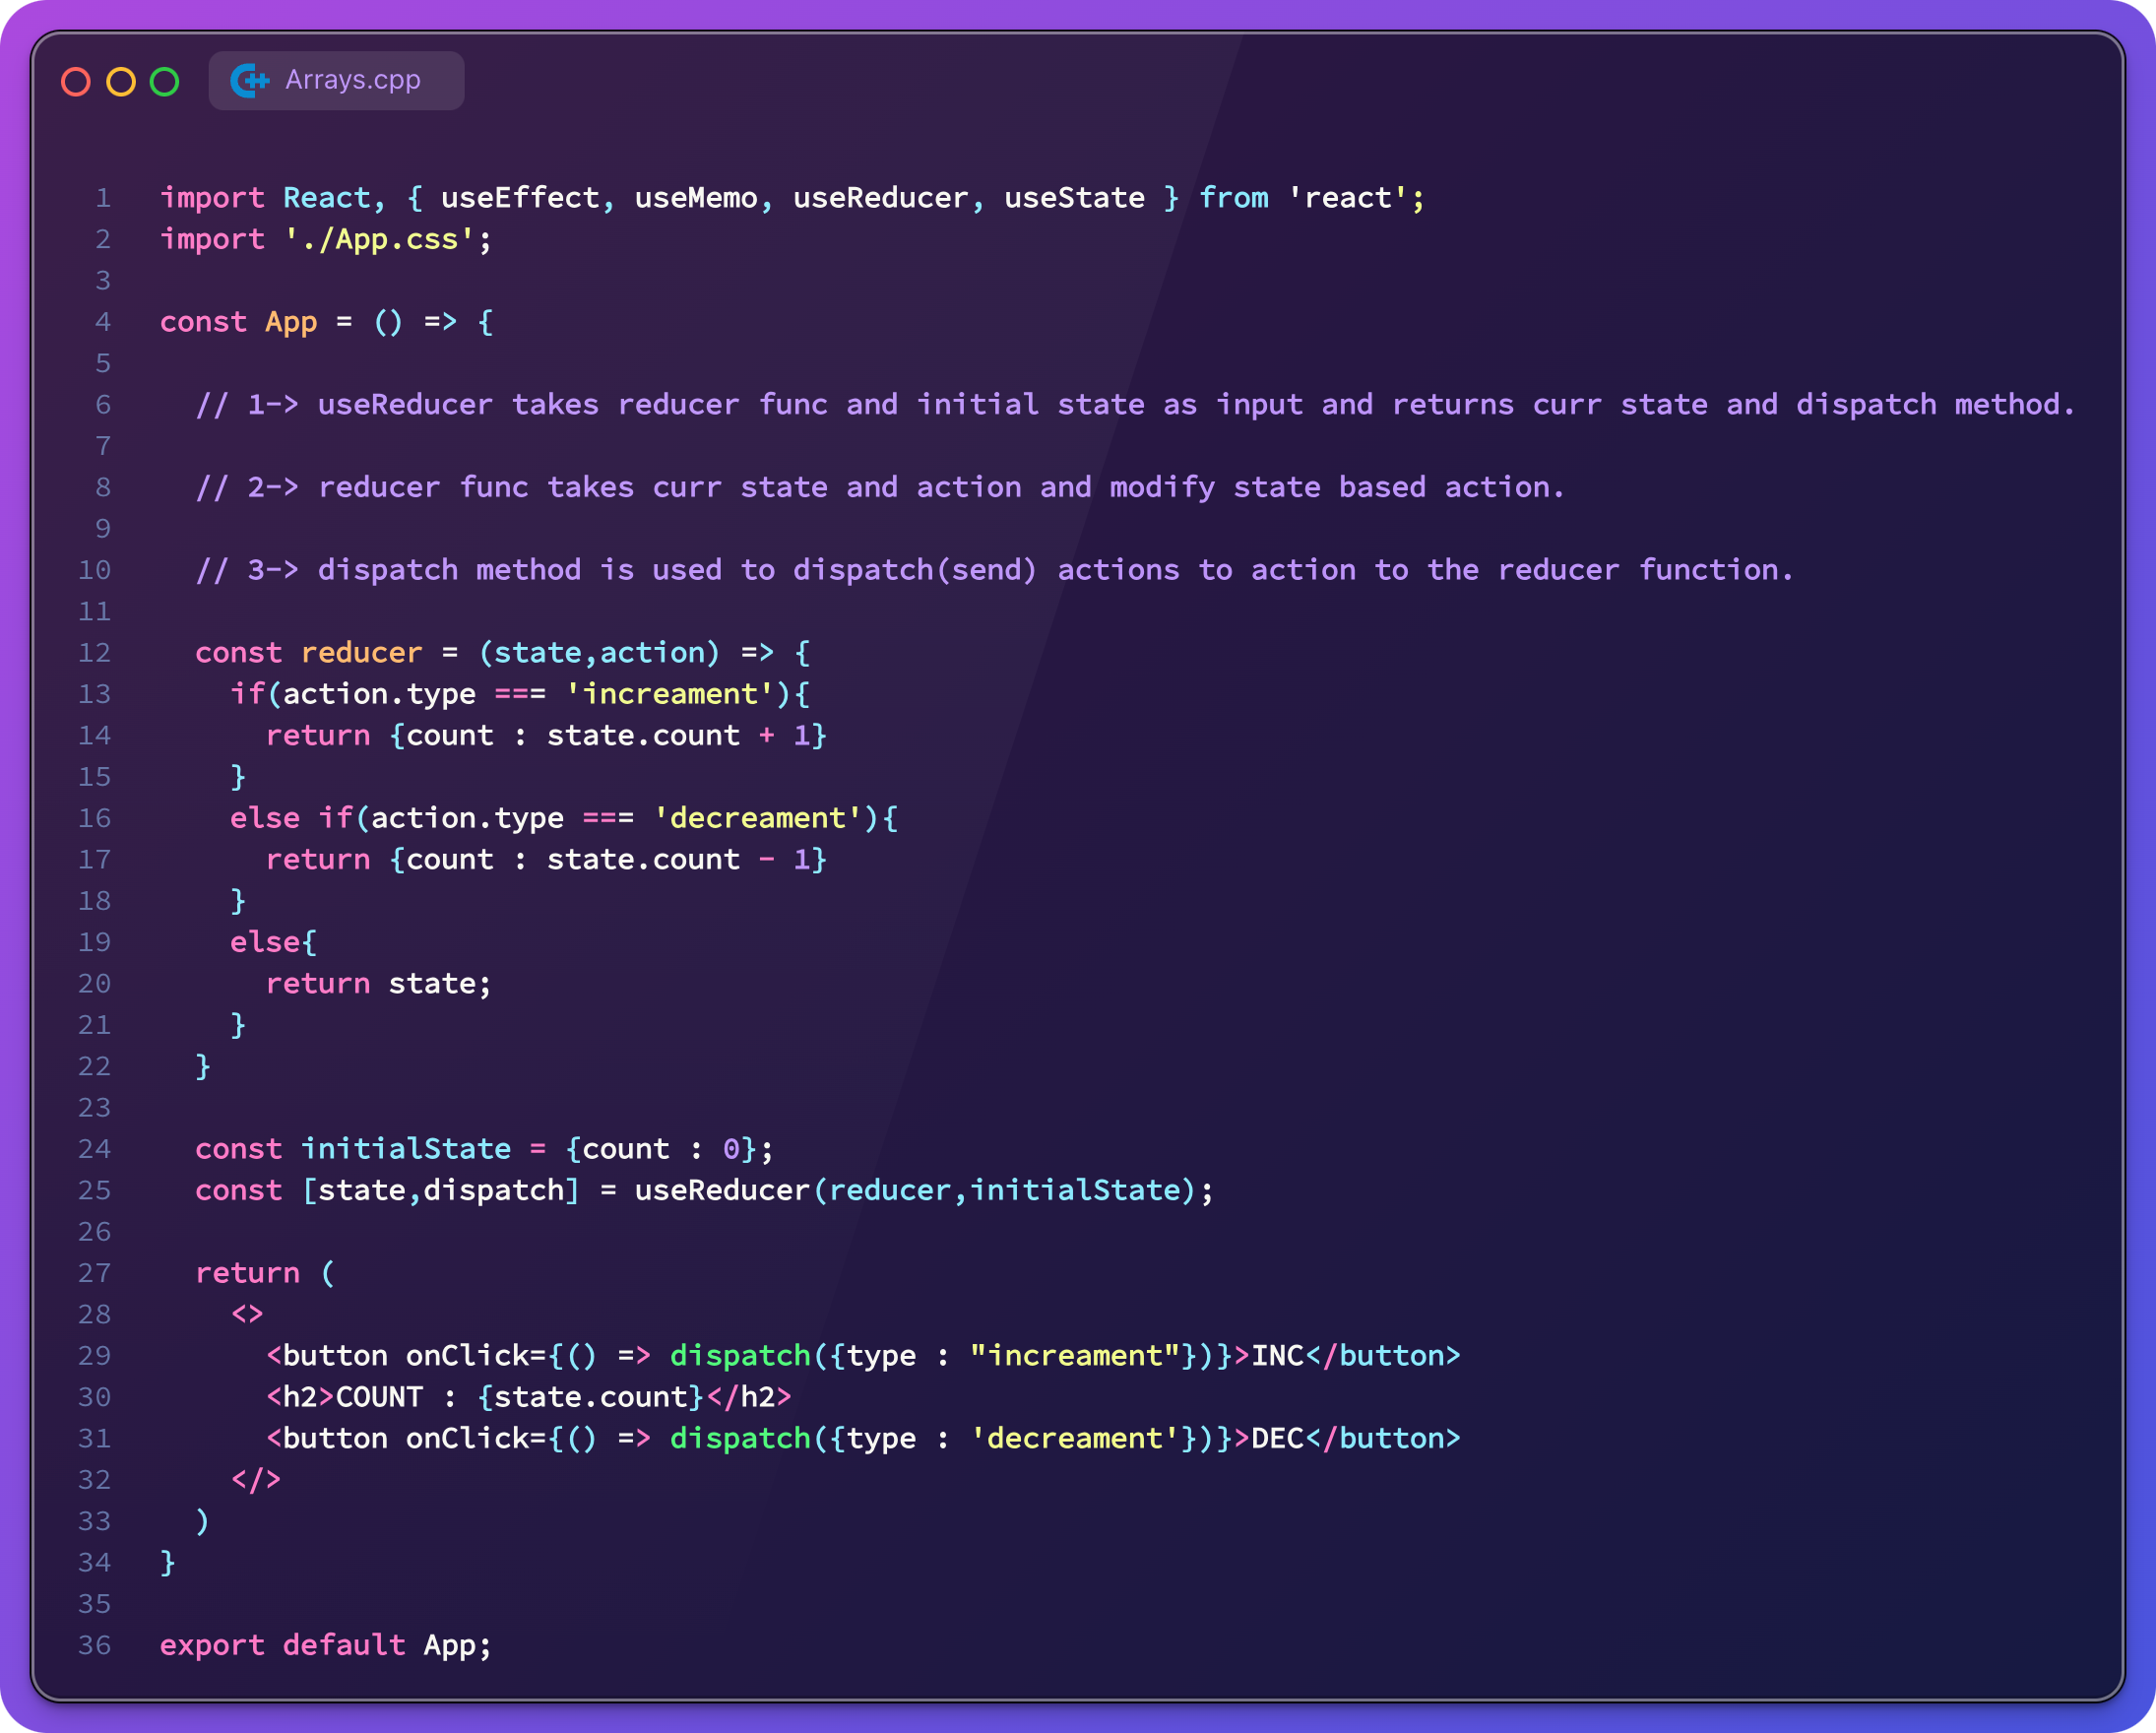 Arrays.cpp
1 import React, { useEffect, useMemo, useReducer, useState } from 'react';
2 import './App.css';
3
4 const App = () => {
5
6   // 1-> useReducer takes reducer func and initial state as input and returns curr state and dispatch method.
7
8   // 2-> reducer func takes curr state and action and modify state based action.
9
10   // 3-> dispatch method is used to dispatch(send) actions to action to the reducer function.
11
12   const reducer = (state,action) => {
13     if(action.type === 'increament'){
14       return {count : state.count + 1}
15     }
16     else if(action.type === 'decreament'){
17       return {count : state.count - 1}
18     }
19     else{
20       return state;
21     }
22   }
23
24   const initialState = {count : 0};
25   const [state,dispatch] = useReducer(reducer,initialState);
26
27   return (
28     <>
29       <button onClick={() => dispatch({type : "increament"})}>INC</button>
30       <h2>COUNT : {state.count}</h2>
31       <button onClick={() => dispatch({type : 'decreament'})}>DEC</button>
32     </>
33   )
34 }
35
36 export default App;